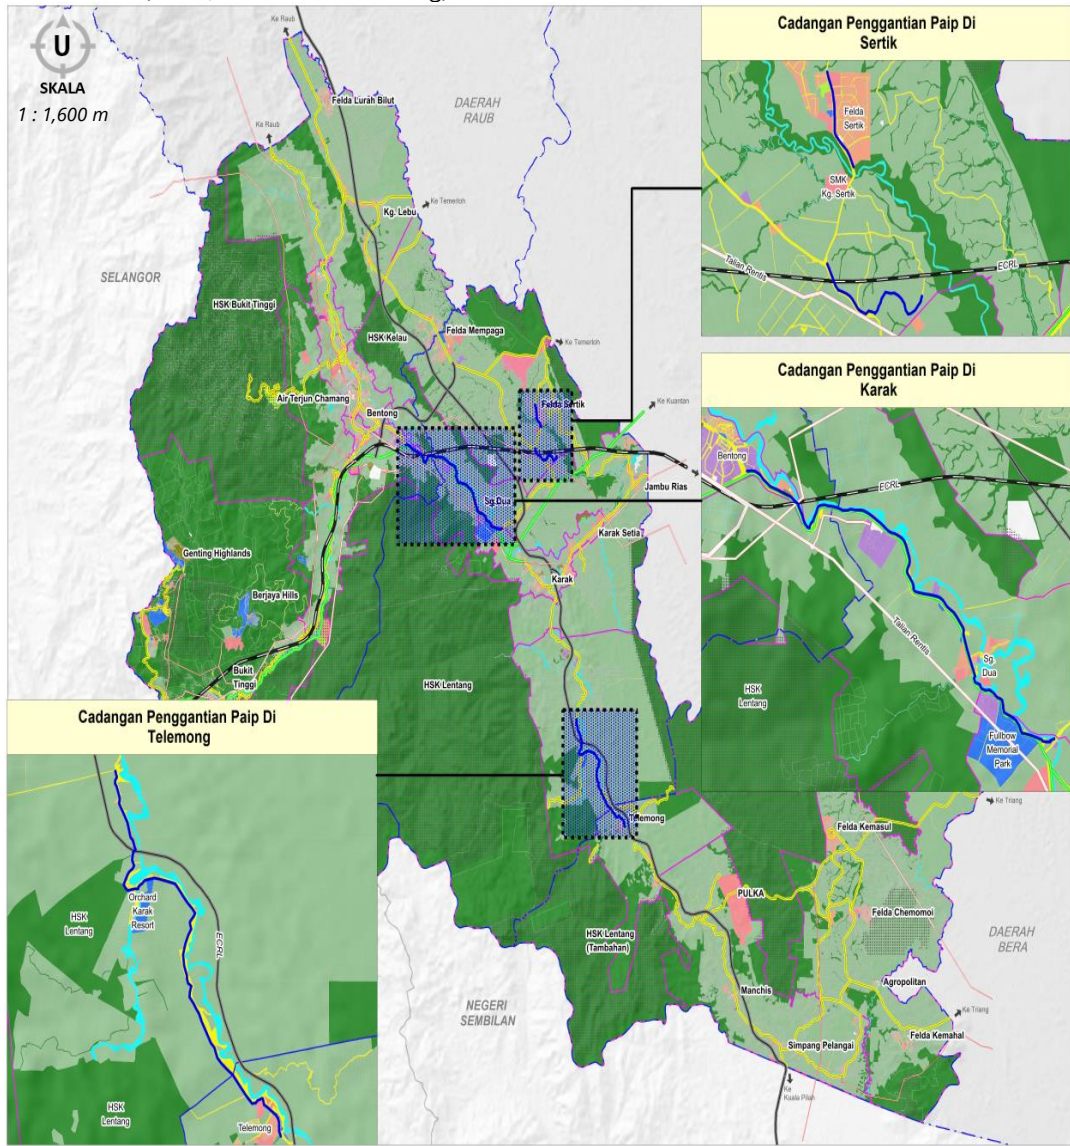 U
SKALA
1 : 1,600 m
Ke Raub
Felda Lurah Bilut
DAERAH
RAUB
Ke Raub
Kg. Lebu
Ke Temerloh
SELANGOR
HSK Bukit Tinggi
HSK Kelau
Felda Mempaga
Ke Temerloh
Air Terjun Chamang
Bentong
Felda Sertik
Ke Kuantan
Jambu Rias
Sg.Dua
Karak Setia
Genting Highlands
Karak
Berjaya Hills
Bukit
Tinggi
HSK Lentang
Telemong
Ke Triang
Felda Kemasul
PULKA
Felda Chemomoi
HSK Lentang
(Tambahan)
DAERAH
BERA
Manchis
Agropolitan
NEGERI
SEMBILAN
Ke Triang
Simpang Pelangai
Felda Kemahal
Ke
Kuala Pilah
Cadangan Penggantian Paip Di
Sertik
Felda
Sertik
SMK
Kg. Sertik
Talian Rentis
ECRL
Cadangan Penggantian Paip Di
Karak
Bentong
ECRL
Talian Rentis
Sg.
Dua
HSK
Lentang
Fullbow
Memorial
Park
Cadangan Penggantian Paip Di
Telemong
Orchard
Karak
Resort
HSK
Lentang
ECRL
HSK
Lentang
Telemong